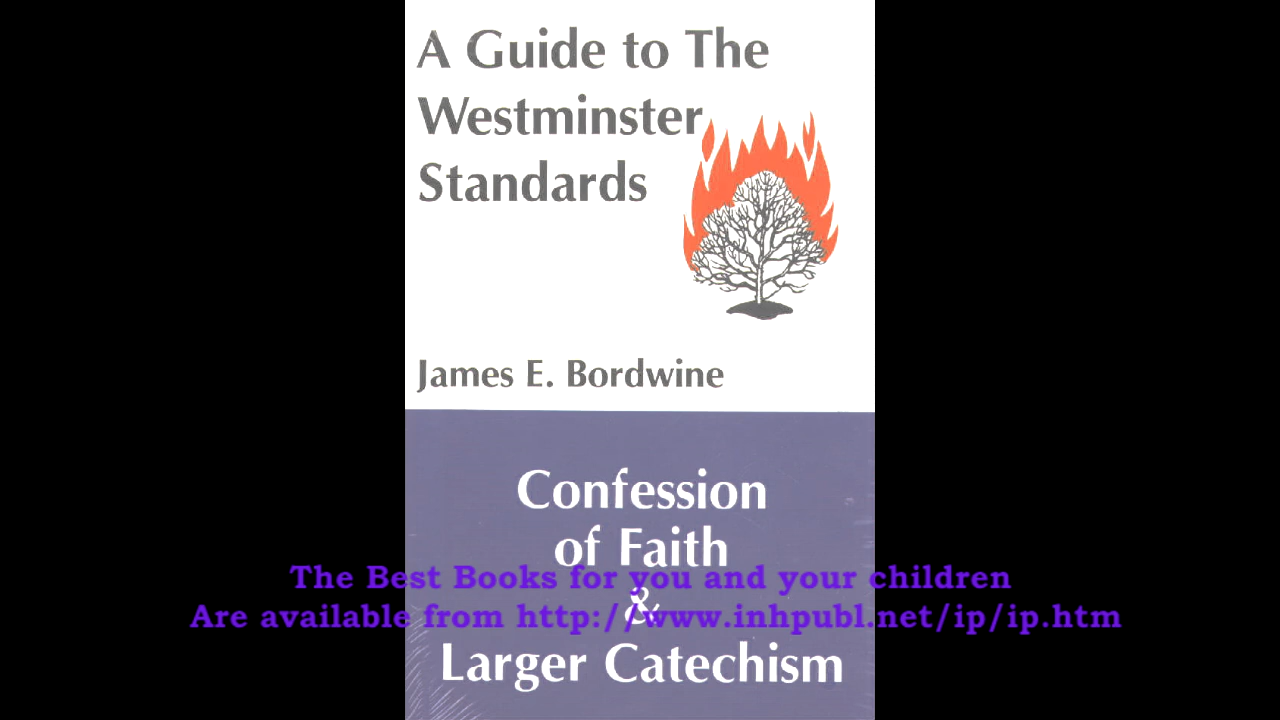 A Guide to The
Westminster
Standards
James E. Bordwine
Confession
of Faith
The Best Books for you and your children
&
Are available from http://www.inhpubl.net/ip/ip.htm
Larger Catechism